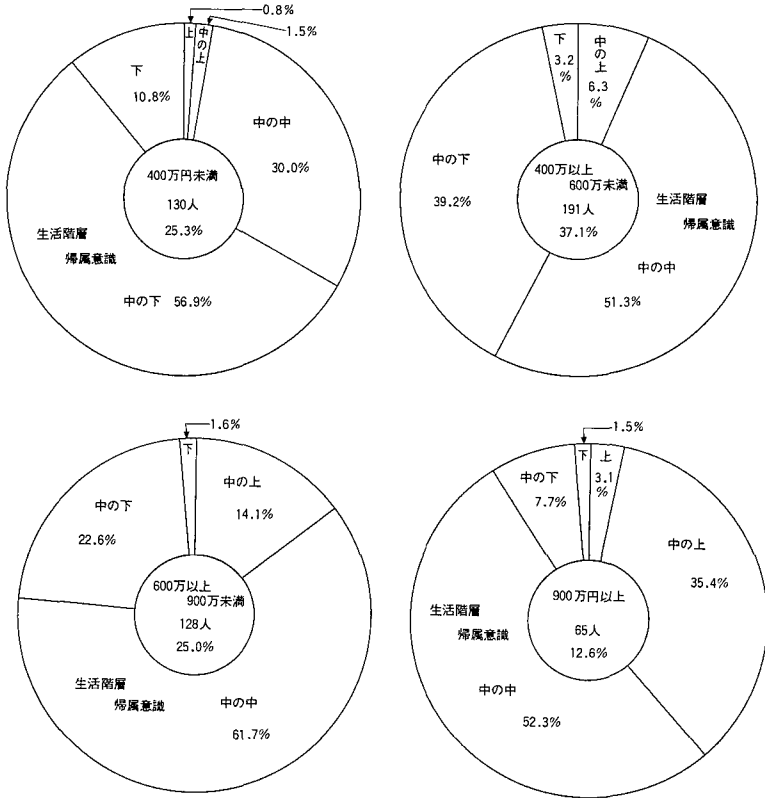 0.8%
上
中の上
1.5%
下
10.8%
中の中
30.0%
400万円未満
130人
25.3%
生活階層
帰属意識
中の下 56.9%
下
3.2
%
中の上
6.3
%
中の下
39.2%
400万以上
600万未満
191人
37.1%
生活階層
帰属意識
中の中
51.3%
1.6%
下
中の上
14.1%
中の下
22.6%
600万以上
900万未満
128人
25.0%
生活階層
帰属意識
中の中
61.7%
1.5%
下
上
3.1
%
中の下
7.7%
中の上
35.4%
900万円以上
65人
12.6%
生活階層
帰属意識
中の中
52.3%